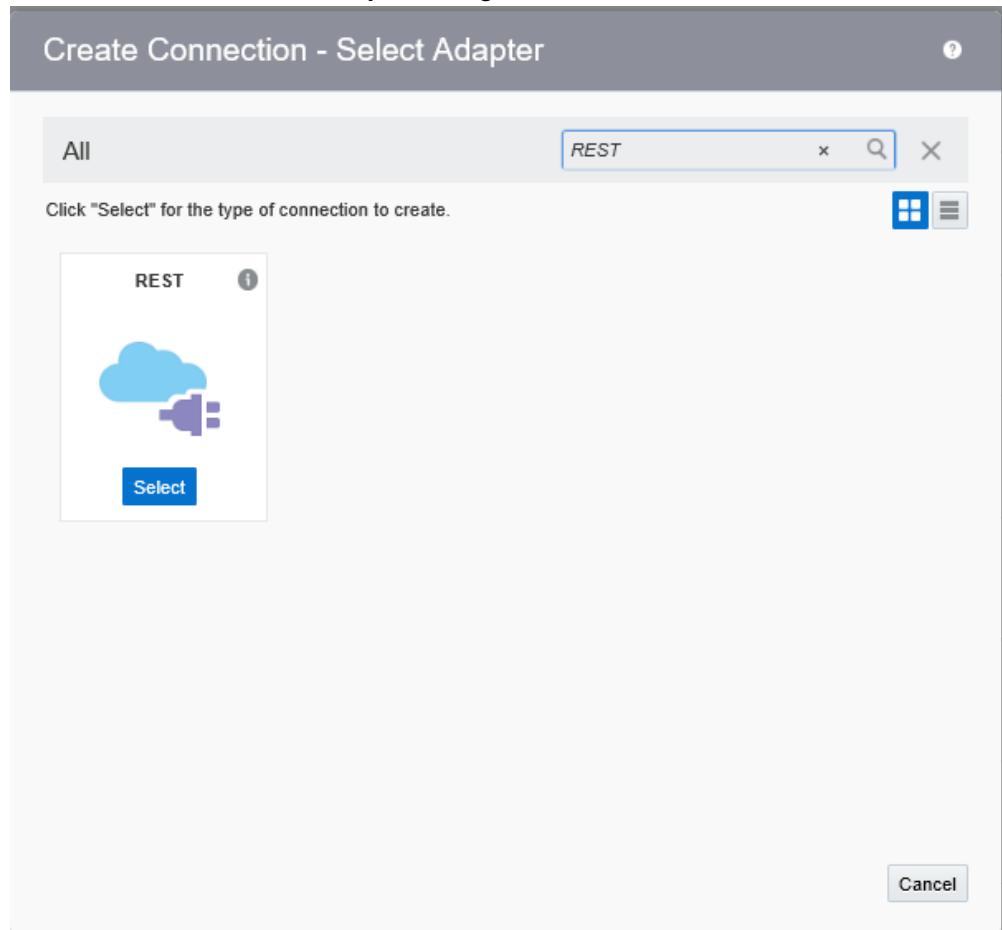 Create Connection - Select Adapter
All
REST
Click "Select" for the type of connection to create.
REST
Select
Cancel